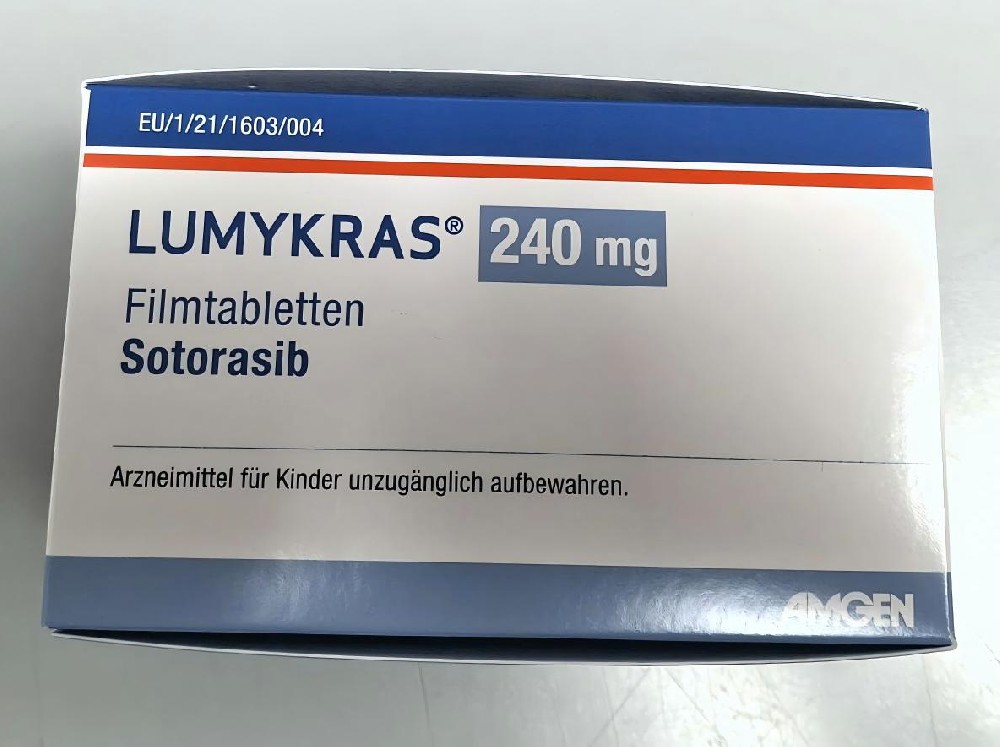 EU/1/21/1603/004
LUMYKRAS® 240 mg
Filmtabletten
Sotorasib
Arzneimittel für Kinder unzugänglich aufbewahren.
AMGEN